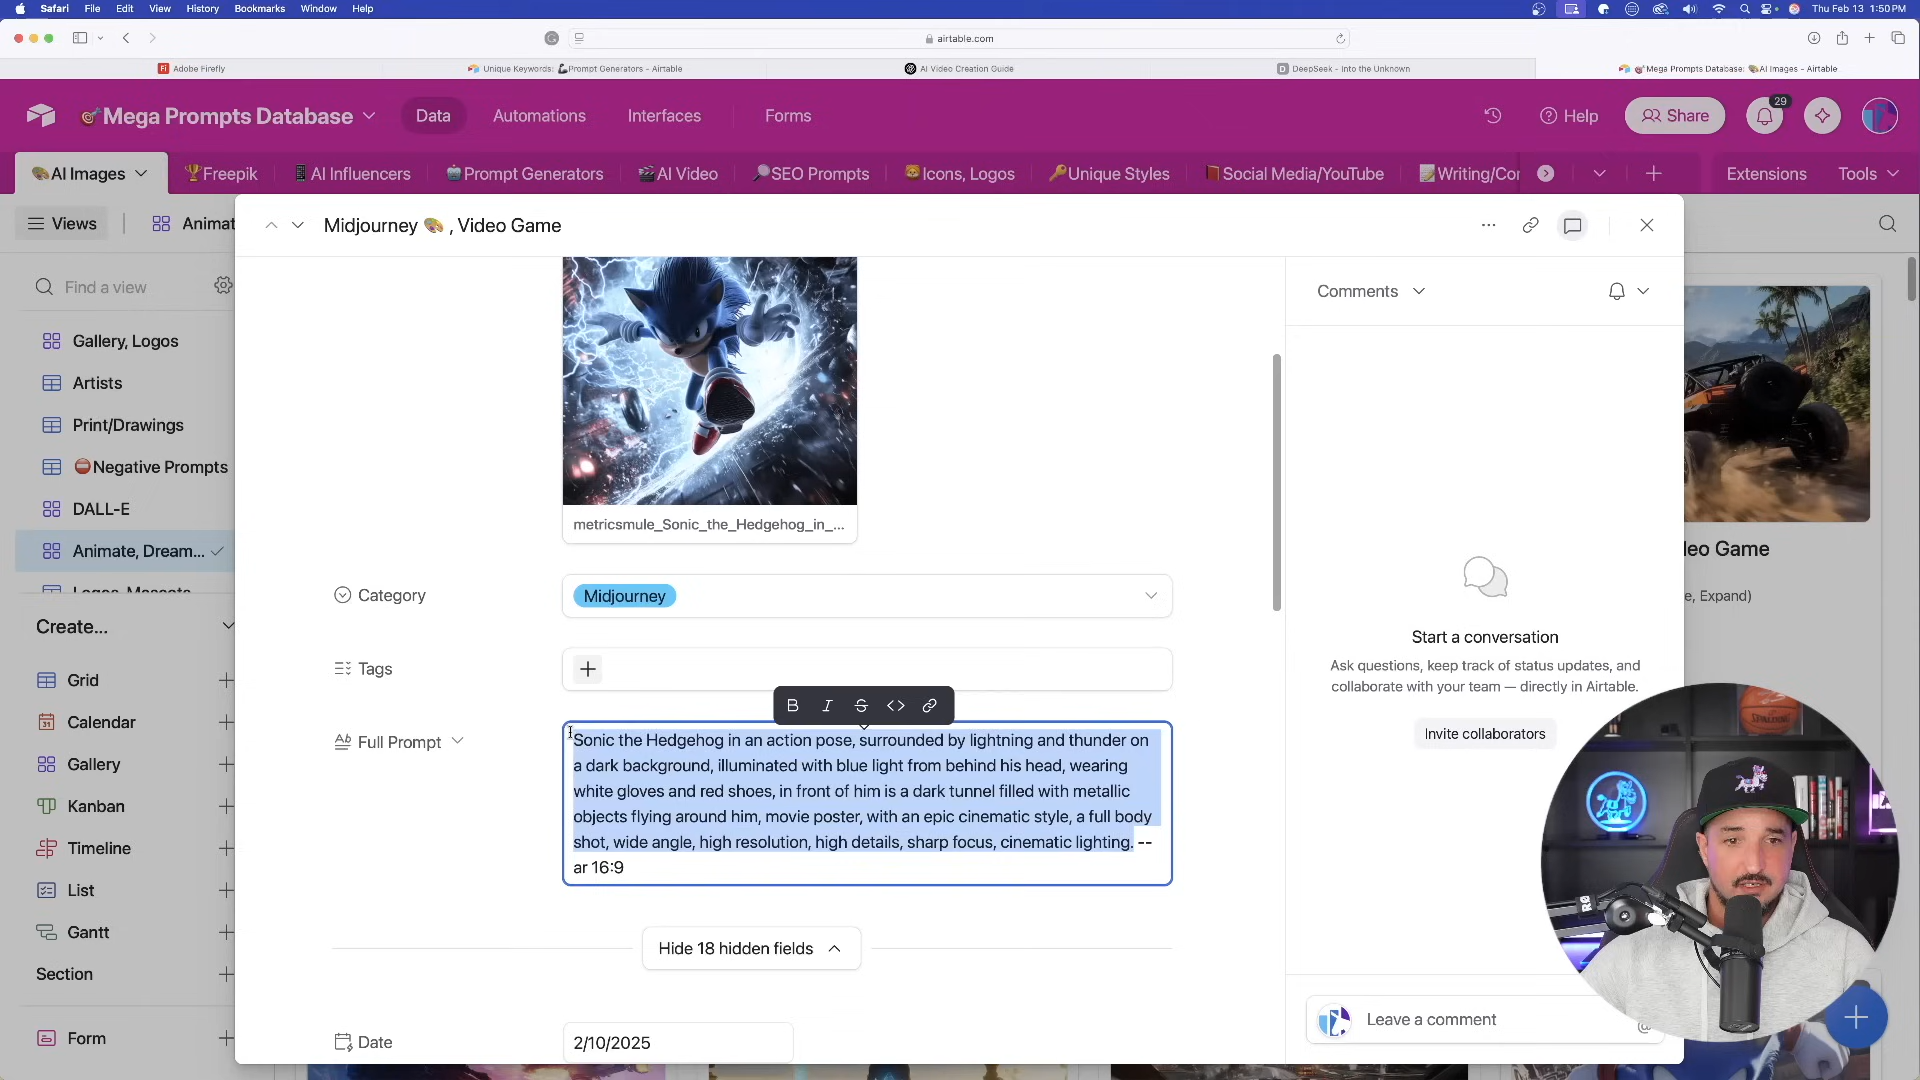 Safari File Edit View History Bookmarks Window Help Thu Feb 13 1:50 PM
airtable.com
Adobe Firefly Unique Keywords: Prompt Generators - Airtable AI Video Creation Guide DeepSeek - Into the Unknown Mega Prompts Database: AI Images - Airtable
Mega Prompts Database Data Automations Interfaces Forms Help Share 29
AI Images Freepik AI Influencers Prompt Generators AI Video SEO Prompts Icons, Logos Unique Styles Social Media/YouTube Writing/Cor Extensions Tools
Views Animat
Midjourney 🎨 , Video Game
Find a view
Comments
Gallery, Logos
Artists
Print/Drawings
Negative Prompts
DALL-E
Animate, Dream...
metricsmule_Sonic_the_Hedgehog_in_...
Logos, Mascots
Create...
Grid
Calendar
Gallery
Kanban
Timeline
List
Gantt
Section
Form
Category Midjourney
Tags
B I S <>
Full Prompt
Sonic the Hedgehog in an action pose, surrounded by lightning and thunder on
a dark background, illuminated with blue light from behind his head, wearing
white gloves and red shoes, in front of him is a dark tunnel filled with metallic
objects flying around him, movie poster, with an epic cinematic style, a full body
shot, wide angle, high resolution, high details, sharp focus, cinematic lighting. --
ar 16:9
Hide 18 hidden fields
Date 2/10/2025
Start a conversation
Ask questions, keep track of status updates, and
collaborate with your team — directly in Airtable.
Invite collaborators
Leave a comment
@
eo Game
e, Expand)
SPALDING